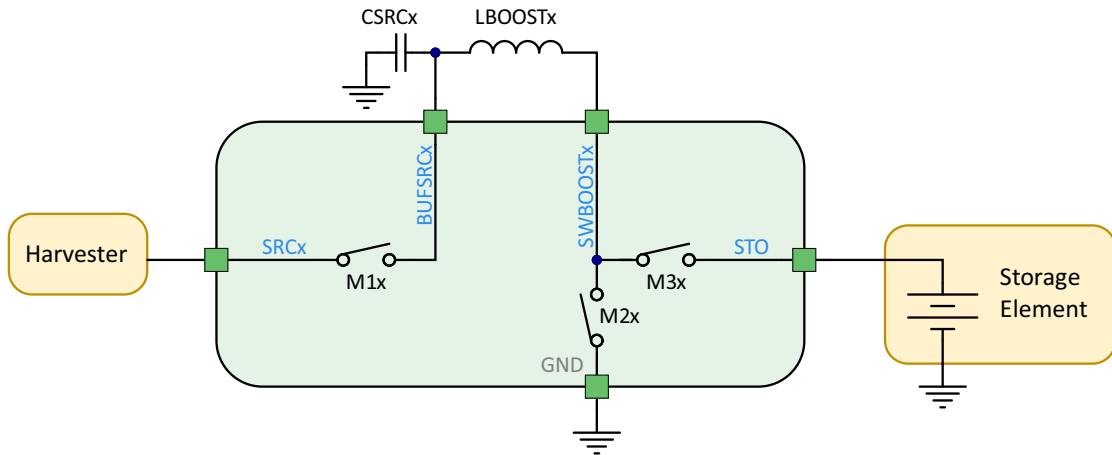 CSRCx
LBOOSTx
BUFSRCx
SWBOOSTx
Harvester
SRCx
M1x
M3x
STO
M2x
GND
Storage
Element